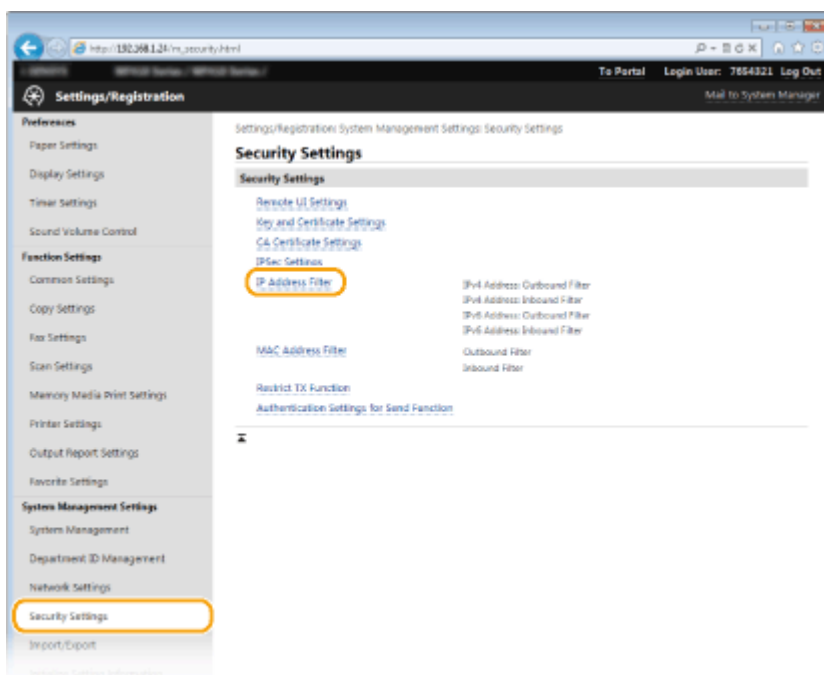 http://192.168.1.24/m_security.html
To Portal Login User: 7654321 Log Out
Settings/Registration
Mail to System Manager
Preferences
Paper Settings
Display Settings
Timer Settings
Sound Volume Control
Function Settings
Common Settings
Copy Settings
Fax Settings
Scan Settings
Memory Media Print Settings
Printer Settings
Output Report Settings
Favorite Settings
System Management Settings
System Management
Department ID Management
Network Settings
Security Settings
Import/Export
Settings/Registration: System Management Settings: Security Settings
Security Settings
Security Settings
Remote UI Settings
Key and Certificate Settings
CA Certificate Settings
IPSec Settings
IP Address Filter
IPv4 Address: Outbound Filter
IPv4 Address: Inbound Filter
IPv6 Address: Outbound Filter
IPv6 Address: Inbound Filter
MAC Address Filter
Outbound Filter
Inbound Filter
Restrict TX Function
Authentication Settings for Send Function